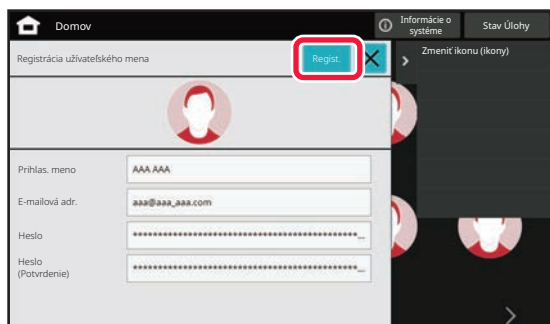 Domov
Informácie o
systéme
Stav Úlohy
Registrácia užívateľského mena
Regist.
Zmeniť ikonu (ikony)
Prihlas. meno
AAA AAA
E-mailová adr.
aaa@aaa_aaa.com
Heslo
************************************************...
Heslo
(Potvrdenie)
************************************************...